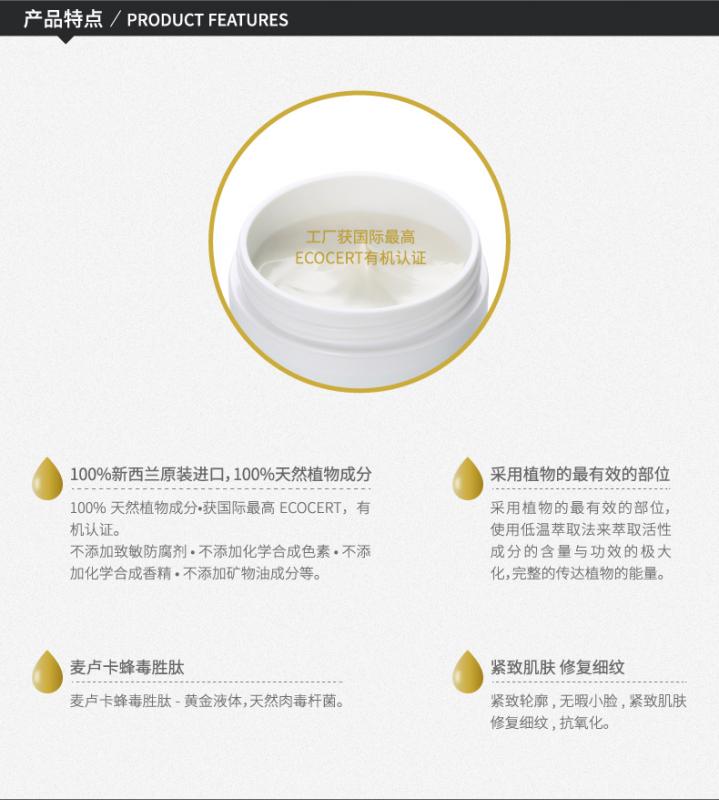 产品特点 / PRODUCT FEATURES
工厂获国际最高
ECOCERT有机认证
100%新西兰原装进口,100%天然植物成分
100% 天然植物成分•获国际最高 ECOCERT，有
机认证。
不添加致敏防腐剂 • 不添加化学合成色素 • 不添
加化学合成香精 • 不添加矿物油成分等。
采用植物的最有效的部位
采用植物的最有效的部位,
使用低温萃取法来萃取活性
成分的含量与功效的极大
化,完整的传达植物的能量。
麦卢卡蜂毒胜肽
麦卢卡蜂毒胜肽 - 黄金液体,天然肉毒杆菌。
紧致肌肤 修复细纹
紧致轮廓 , 无暇小脸 , 紧致肌肤
修复细纹 , 抗氧化。